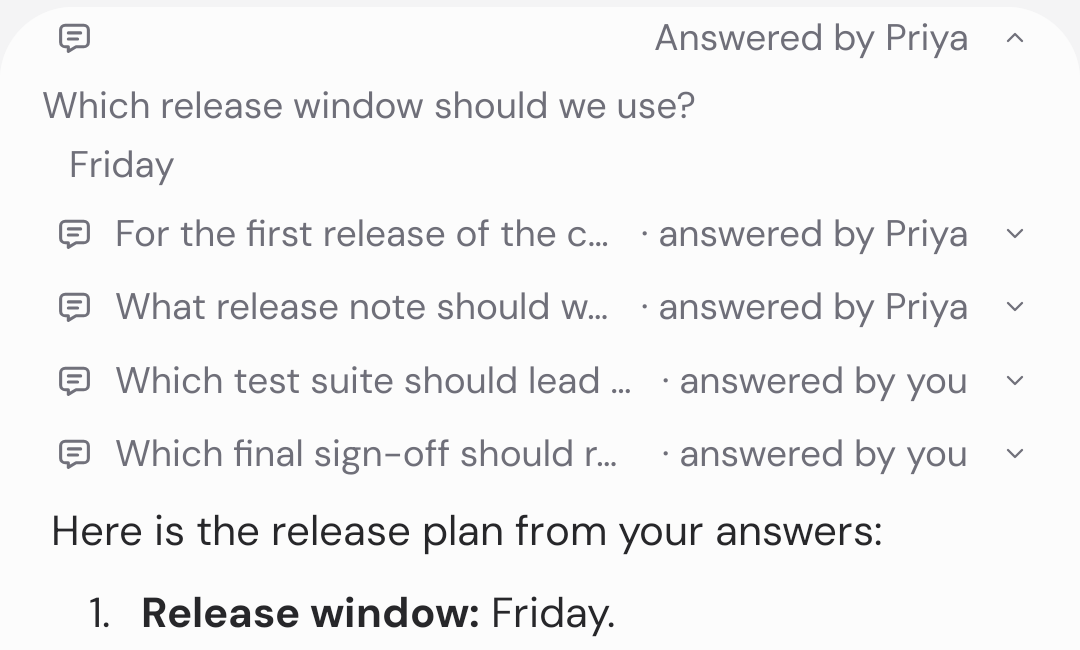 Answered by Priya
Which release window should we use?
Friday
For the first release of the c... · answered by Priya
What release note should w... · answered by Priya
Which test suite should lead ... · answered by you
Which final sign-off should r... · answered by you
Here is the release plan from your answers:
1. Release window: Friday.